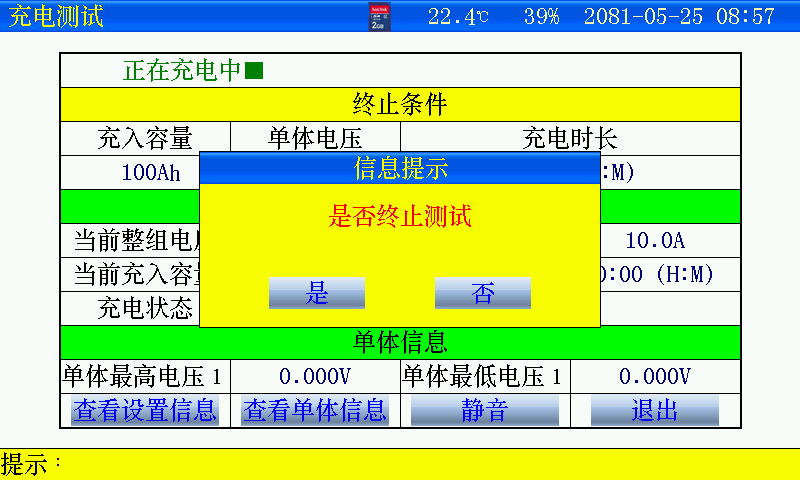 充电测试 22.4℃ 39% 2081-05-25 08:57
正在充电中
终止条件
充入容量 单体电压 充电时长
100Ah :M)
信息提示
是否终止测试
当前整组电 10.0A
当前充入容 0:00 (H:M)
是 否
充电状态
单体信息
单体最高电压 1 0.000V 单体最低电压 1 0.000V
查看设置信息 查看单体信息 静音 退出
提示：